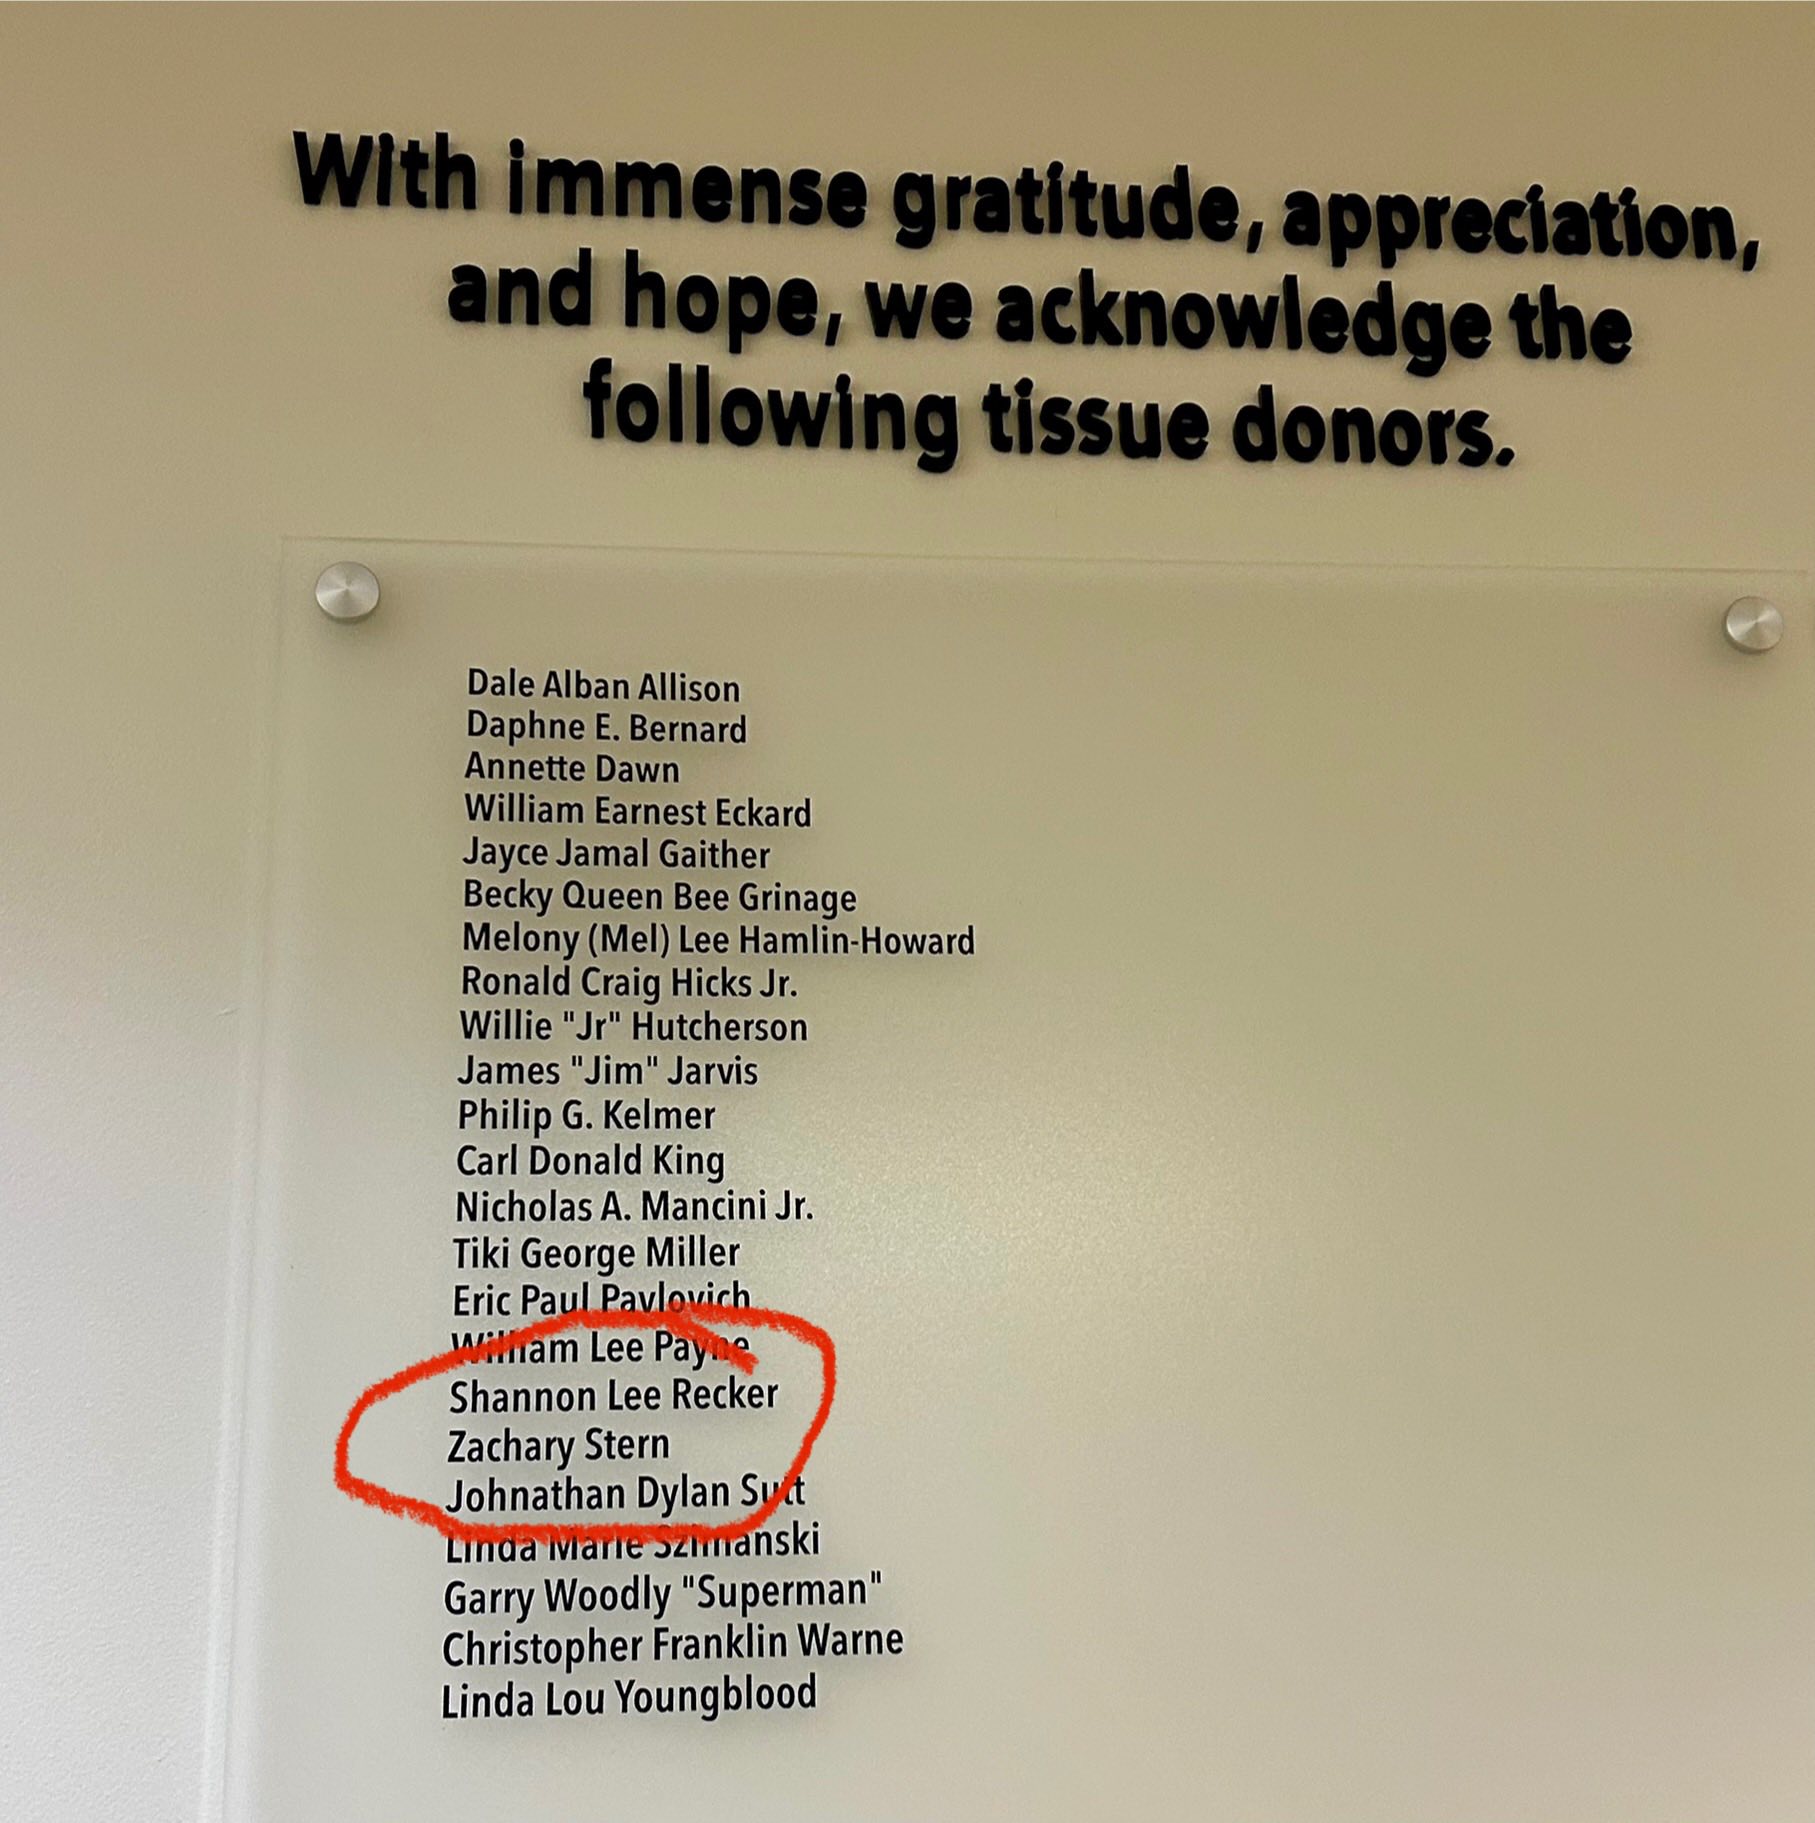 With immense gratitude, appreciation,
and hope, we acknowledge the
following tissue donors.
Dale Alban Allison
Daphne E. Bernard
Annette Dawn
William Earnest Eckard
Jayce Jamal Gaither
Becky Queen Bee Grinage
Melony (Mel) Lee Hamlin-Howard
Ronald Craig Hicks Jr.
Willie "Jr" Hutcherson
James "Jim" Jarvis
Philip G. Kelmer
Carl Donald King
Nicholas A. Mancini Jr.
Tiki George Miller
Eric Paul Pavlovich
William Lee Payne
Shannon Lee Recker
Zachary Stern
Johnathan Dylan Sutt
Linda Marie Szimanski
Garry Woodly "Superman"
Christopher Franklin Warne
Linda Lou Youngblood